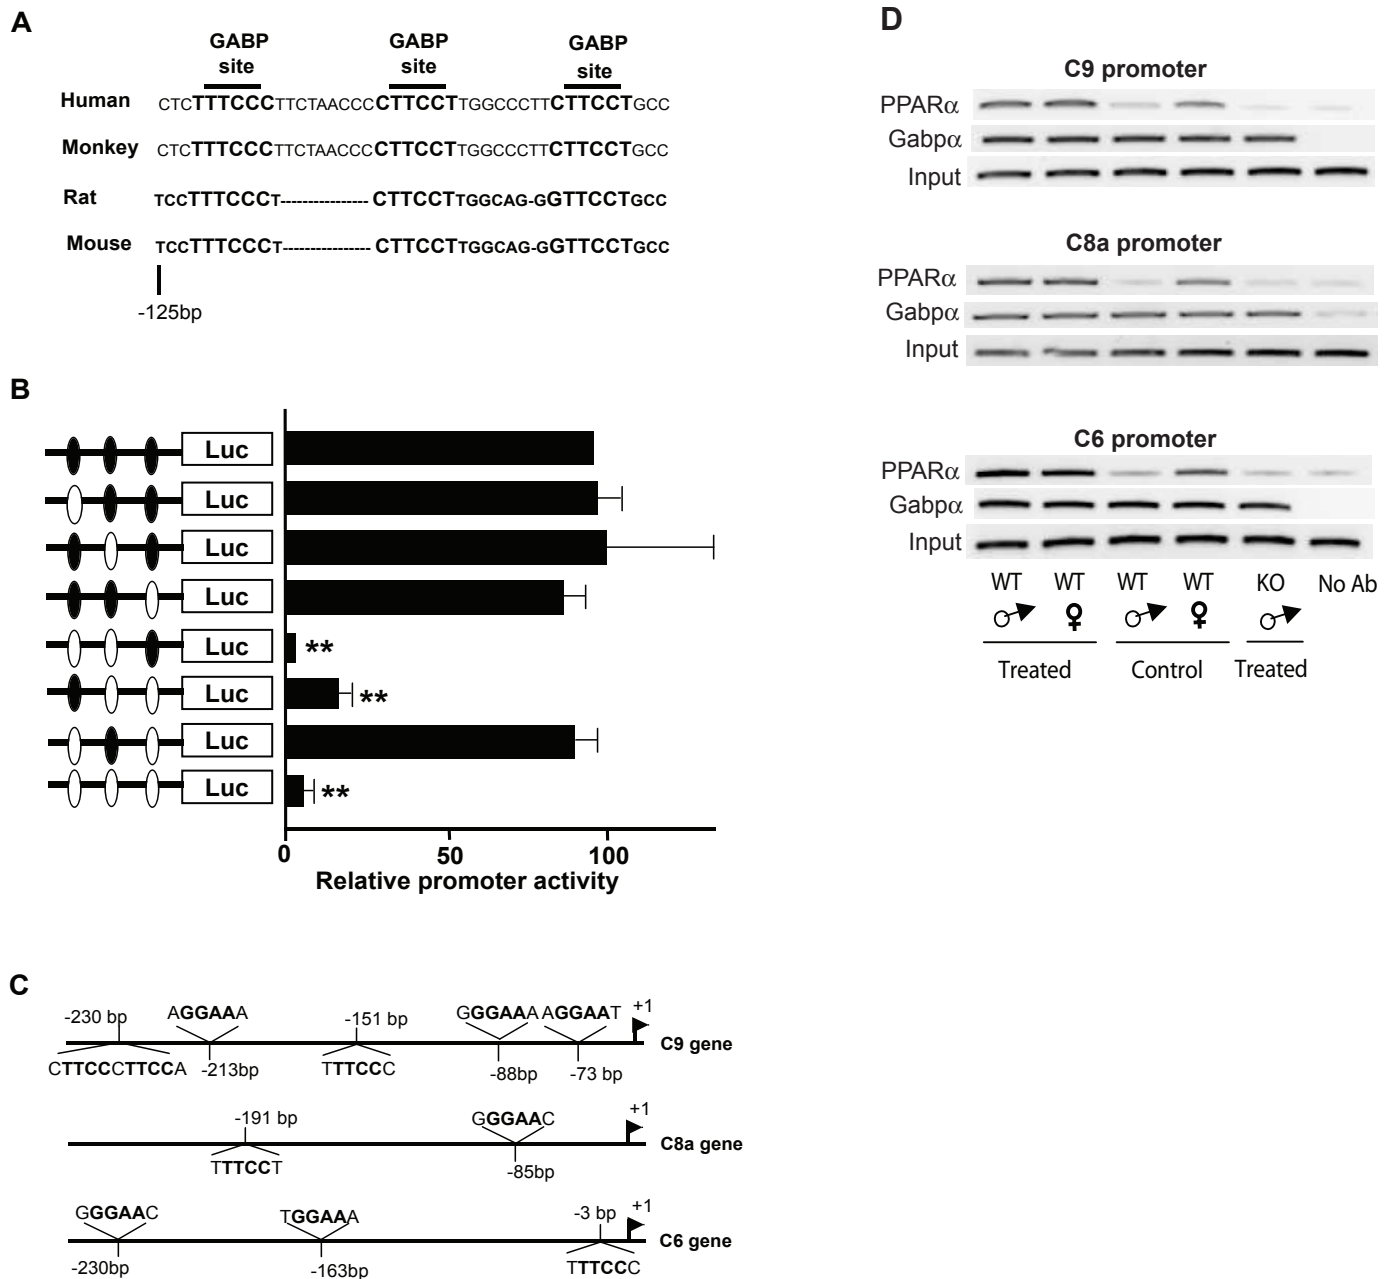 A
GABP site GABP site GABP site
Human CTCTTTCCCTTCTAACCCCTTCCTTGGCCCTTCTTCCTGCC
Monkey CTCTTTCCCTTCTAACCCCTTCCTTGGCCCTTCTTCCTGCC
Rat TCCTTTCCCT----------------CTTCCTTGGCAG-GGTTCCTGCC
Mouse TCCTTTCCCT----------------CTTCCTTGGCAG-GGTTCCTGCC
-125bp
B
Luc
Luc
Luc
Luc
Luc **
Luc **
Luc
Luc **
0 50 100
Relative promoter activity
C
-230 bp AGGAAA -151 bp GGGAAA AGGAAT +1
C9 gene
CTTCCCTTCCA -213bp TTTCCC -88bp -73 bp
-191 bp GGGAAC +1
C8a gene
TTTCCT -85bp
GGGAAC TGGAAA -3 bp +1
C6 gene
-230bp -163bp TTTCCC
D
C9 promoter
PPARα
Gabpα
Input
C8a promoter
PPARα
Gabpα
Input
C6 promoter
PPARα
Gabpα
Input
WT WT WT WT KO No Ab
♂ ♀ ♂ ♀ ♂
Treated Control Treated